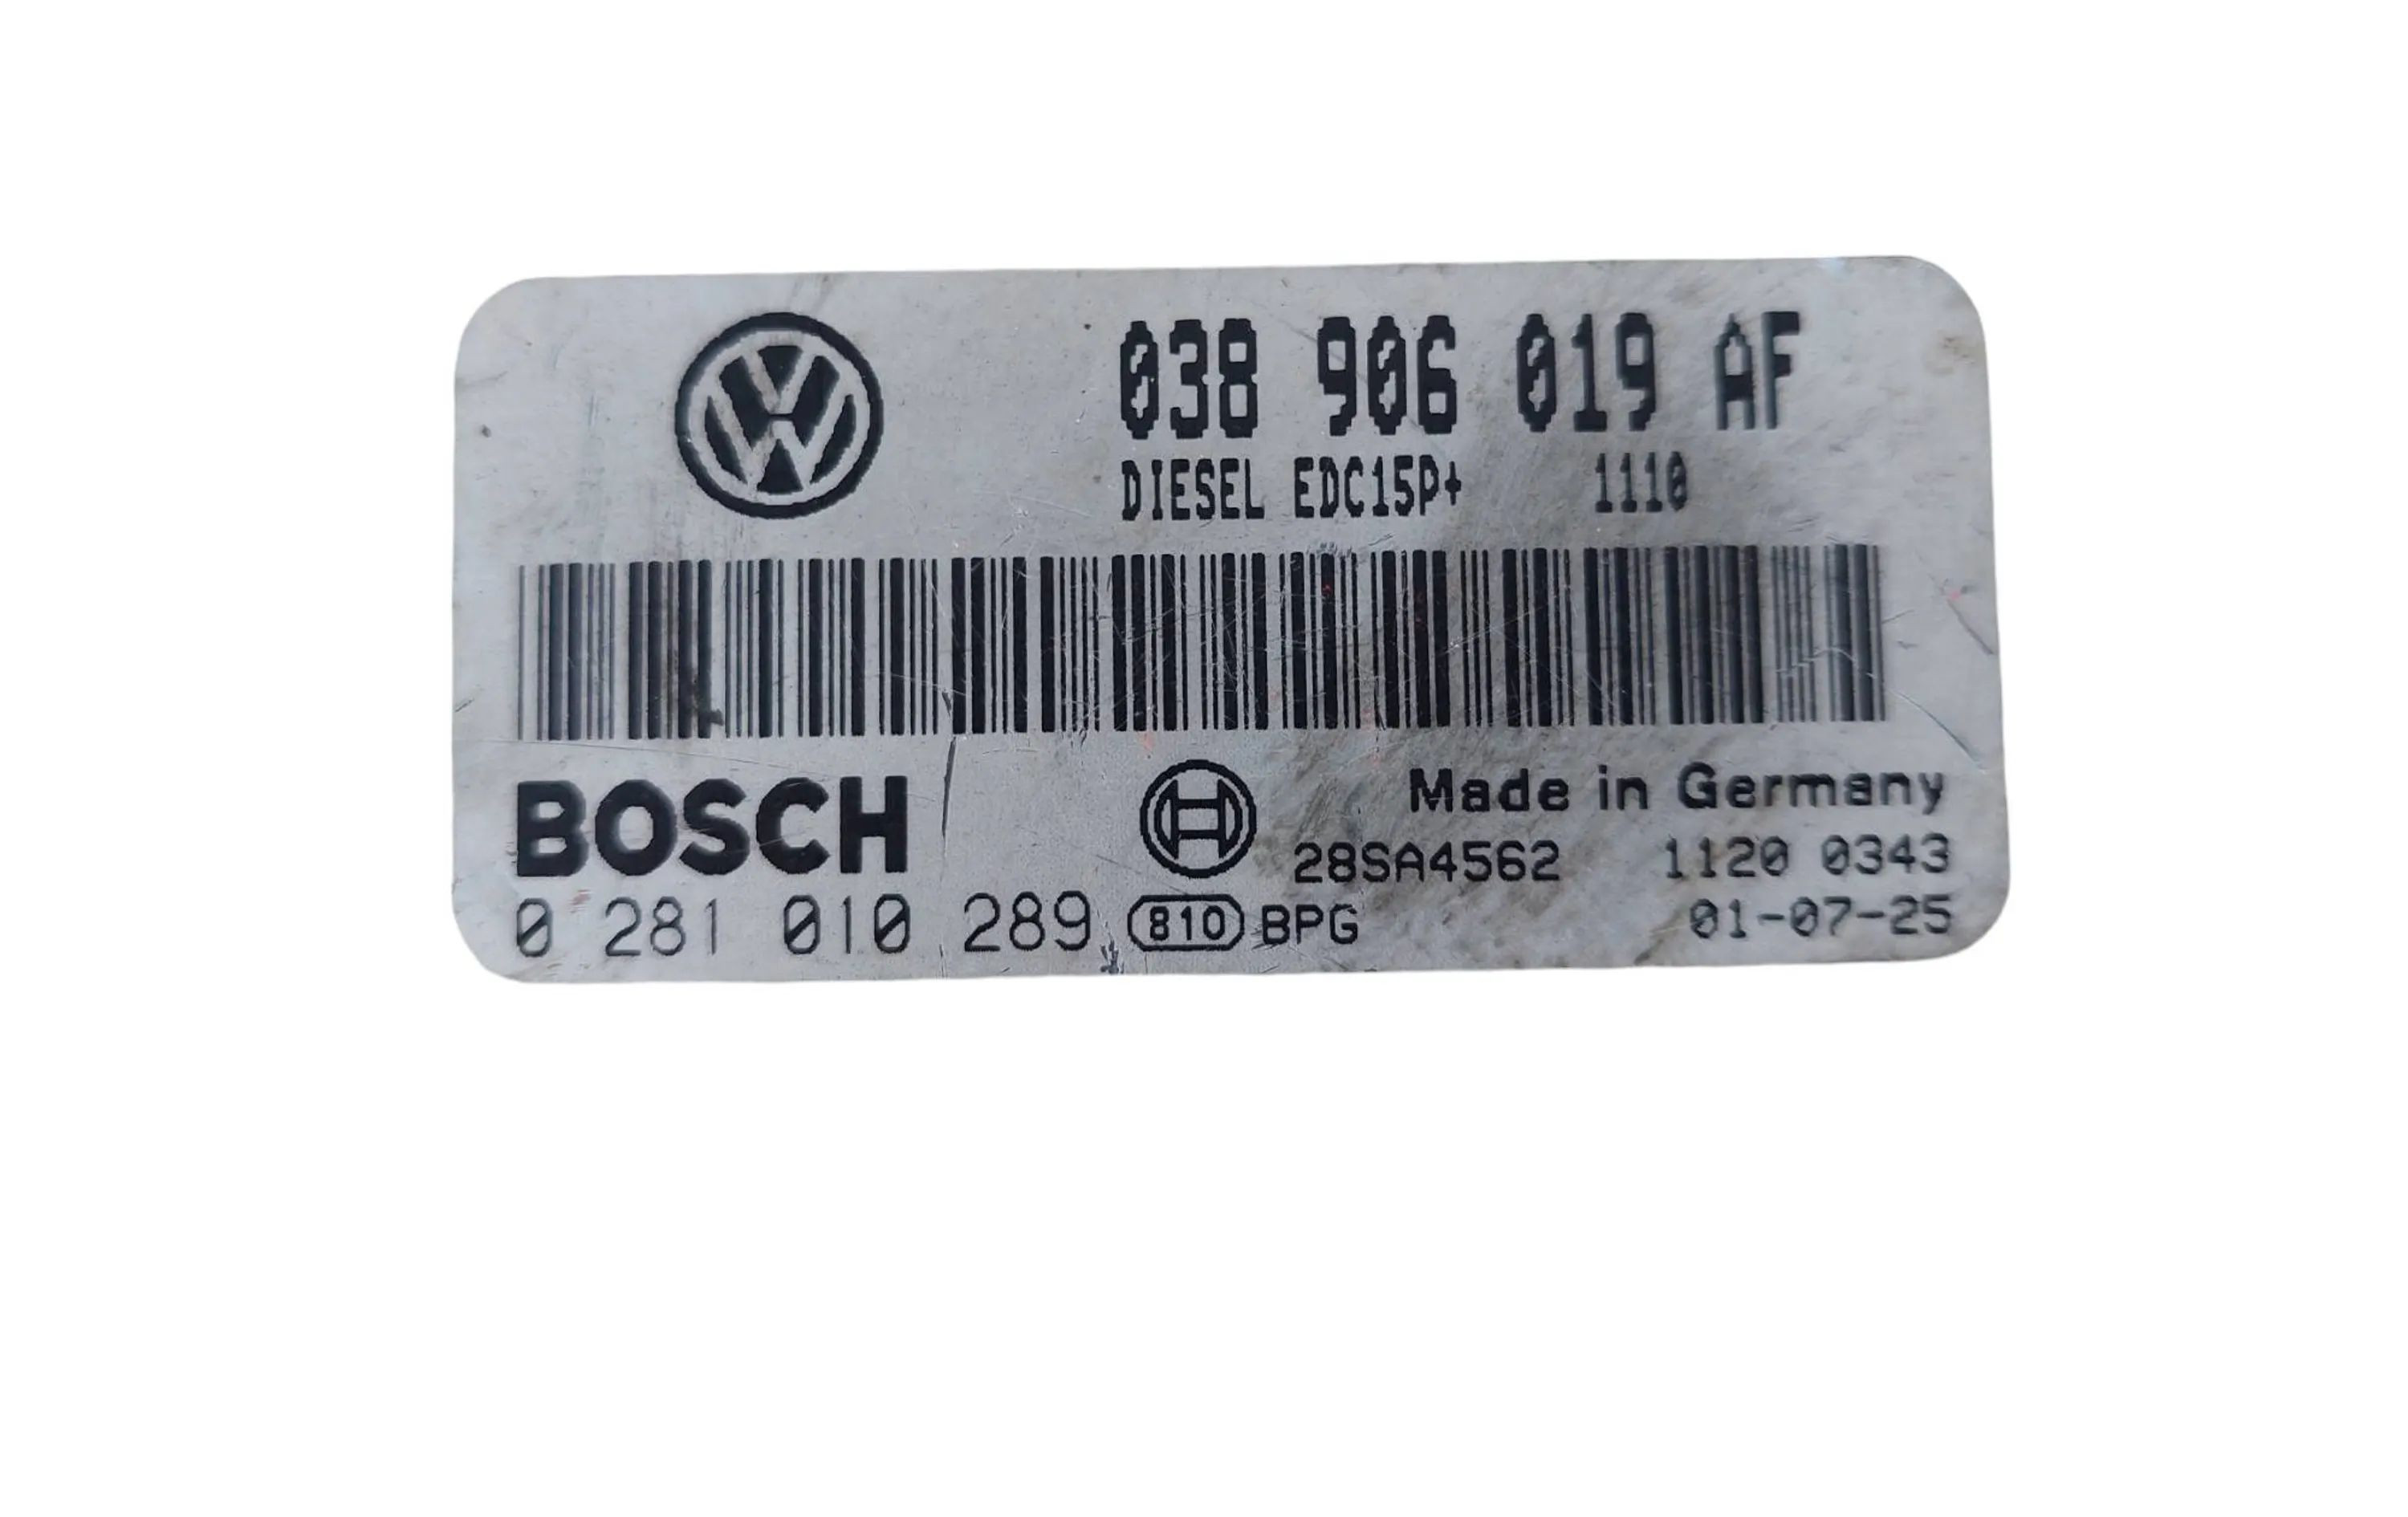 038 906 019 AF
DIESEL EDC15P+ 1110
BOSCH
Made in Germany
28SA4562 1120 0343
0 281 010 289 810 BPG 01-07-25